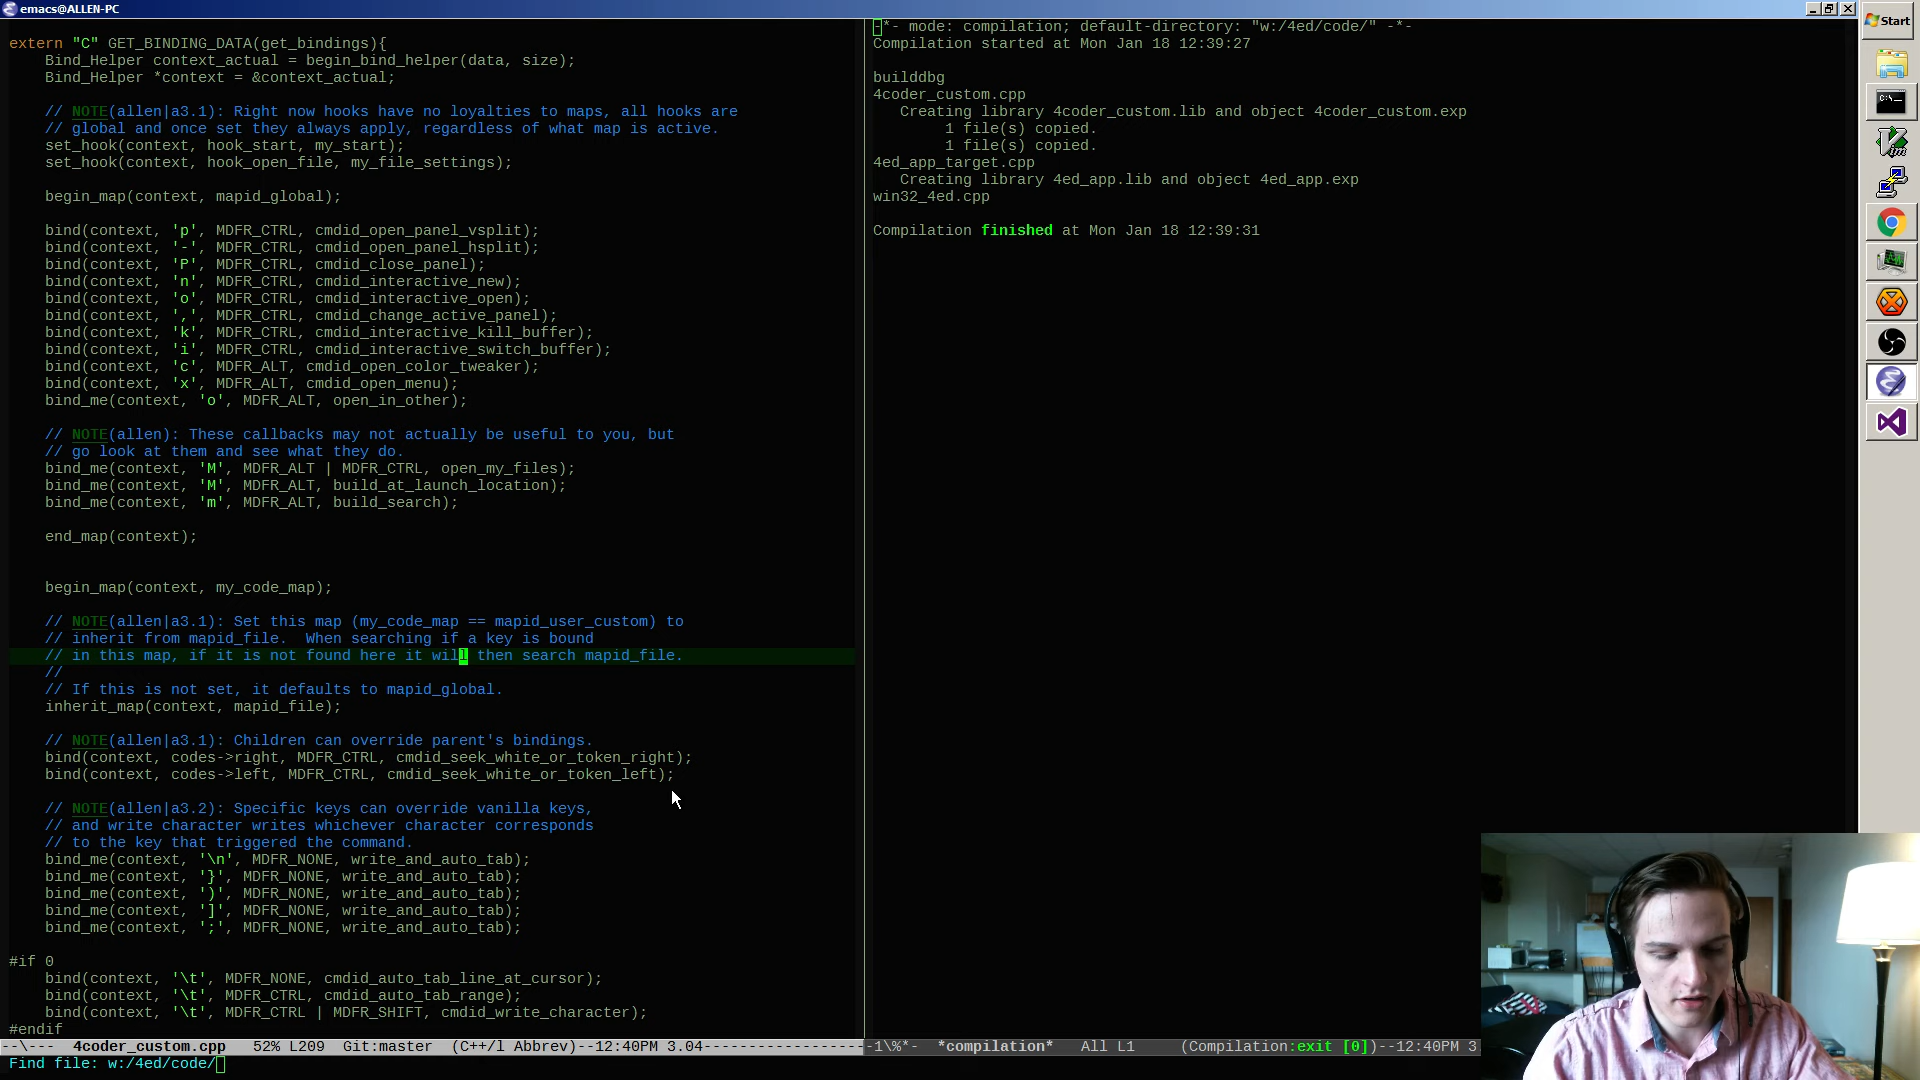 emacs@ALLEN-PC
extern "C" GET_BINDING_DATA(get_bindings){
Bind_Helper context_actual = begin_bind_helper(data, size);
Bind_Helper *context = &context_actual;
// NOTE(allen|a3.1): Right now hooks have no loyalties to maps, all hooks are
// global and once set they always apply, regardless of what map is active.
set_hook(context, hook_start, my_start);
set_hook(context, hook_open_file, my_file_settings);
begin_map(context, mapid_global);
bind(context, 'p', MDFR_CTRL, cmdid_open_panel_vsplit);
bind(context, '-', MDFR_CTRL, cmdid_open_panel_hsplit);
bind(context, 'P', MDFR_CTRL, cmdid_close_panel);
bind(context, 'n', MDFR_CTRL, cmdid_interactive_new);
bind(context, 'o', MDFR_CTRL, cmdid_interactive_open);
bind(context, ',', MDFR_CTRL, cmdid_change_active_panel);
bind(context, 'k', MDFR_CTRL, cmdid_interactive_kill_buffer);
bind(context, 'i', MDFR_CTRL, cmdid_interactive_switch_buffer);
bind(context, 'c', MDFR_ALT, cmdid_open_color_tweaker);
bind(context, 'x', MDFR_ALT, cmdid_open_menu);
bind_me(context, 'o', MDFR_ALT, open_in_other);
// NOTE(allen): These callbacks may not actually be useful to you, but
// go look at them and see what they do.
bind_me(context, 'M', MDFR_ALT | MDFR_CTRL, open_my_files);
bind_me(context, 'M', MDFR_ALT, build_at_launch_location);
bind_me(context, 'm', MDFR_ALT, build_search);
end_map(context);
begin_map(context, my_code_map);
// NOTE(allen|a3.1): Set this map (my_code_map == mapid_user_custom) to
// inherit from mapid_file.  When searching if a key is bound
// in this map, if it is not found here it will then search mapid_file.
//
// If this is not set, it defaults to mapid_global.
inherit_map(context, mapid_file);
// NOTE(allen|a3.1): Children can override parent's bindings.
bind(context, codes->right, MDFR_CTRL, cmdid_seek_white_or_token_right);
bind(context, codes->left, MDFR_CTRL, cmdid_seek_white_or_token_left);
// NOTE(allen|a3.2): Specific keys can override vanilla keys,
// and write character writes whichever character corresponds
// to the key that triggered the command.
bind_me(context, '\n', MDFR_NONE, write_and_auto_tab);
bind_me(context, '}', MDFR_NONE, write_and_auto_tab);
bind_me(context, ')', MDFR_NONE, write_and_auto_tab);
bind_me(context, ']', MDFR_NONE, write_and_auto_tab);
bind_me(context, ';', MDFR_NONE, write_and_auto_tab);
#if 0
bind(context, '\t', MDFR_NONE, cmdid_auto_tab_line_at_cursor);
bind(context, '\t', MDFR_CTRL, cmdid_auto_tab_range);
bind(context, '\t', MDFR_CTRL | MDFR_SHIFT, cmdid_write_character);
#endif
--\---  4coder_custom.cpp   52% L209  Git:master  (C++/l Abbrev)--12:40PM 3.04------------------
Find file: w:/4ed/code/
-*- mode: compilation; default-directory: "w:/4ed/code/" -*-
Compilation started at Mon Jan 18 12:39:27
builddbg
4coder_custom.cpp
Creating library 4coder_custom.lib and object 4coder_custom.exp
1 file(s) copied.
1 file(s) copied.
4ed_app_target.cpp
Creating library 4ed_app.lib and object 4ed_app.exp
win32_4ed.cpp
Compilation finished at Mon Jan 18 12:39:31
-1\%*-  *compilation*   All L1     (Compilation:exit [0])--12:40PM 3
Start
C:\_
Vim